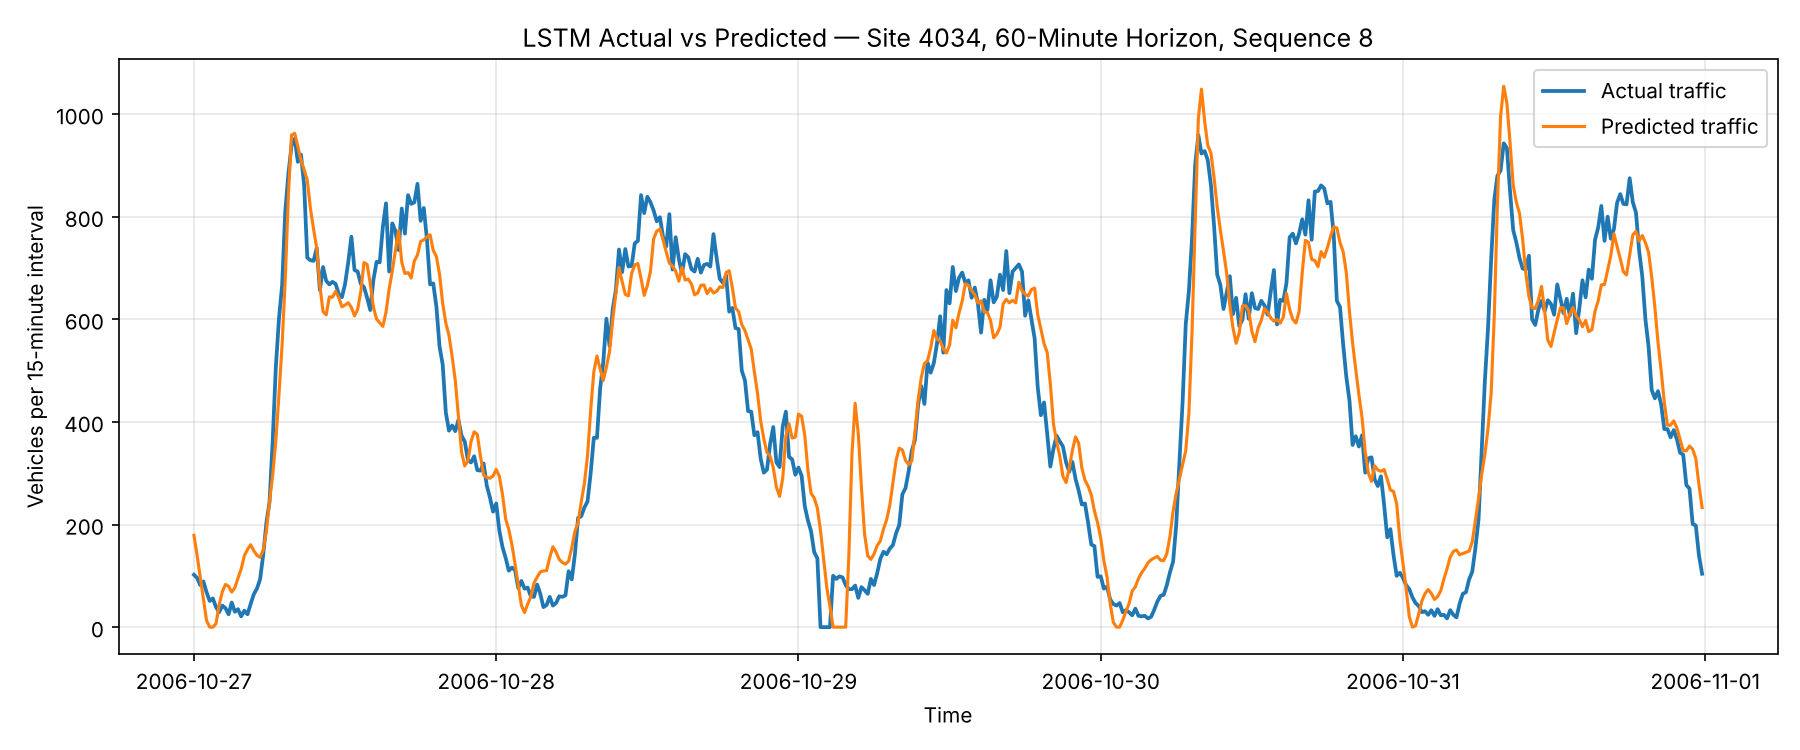 LSTM Actual vs Predicted — Site 4034, 60-Minute Horizon, Sequence 8
Actual traffic
Predicted traffic
Vehicles per 15-minute interval
1000
800
600
400
200
0
2006-10-27
2006-10-28
2006-10-29
2006-10-30
2006-10-31
2006-11-01
Time